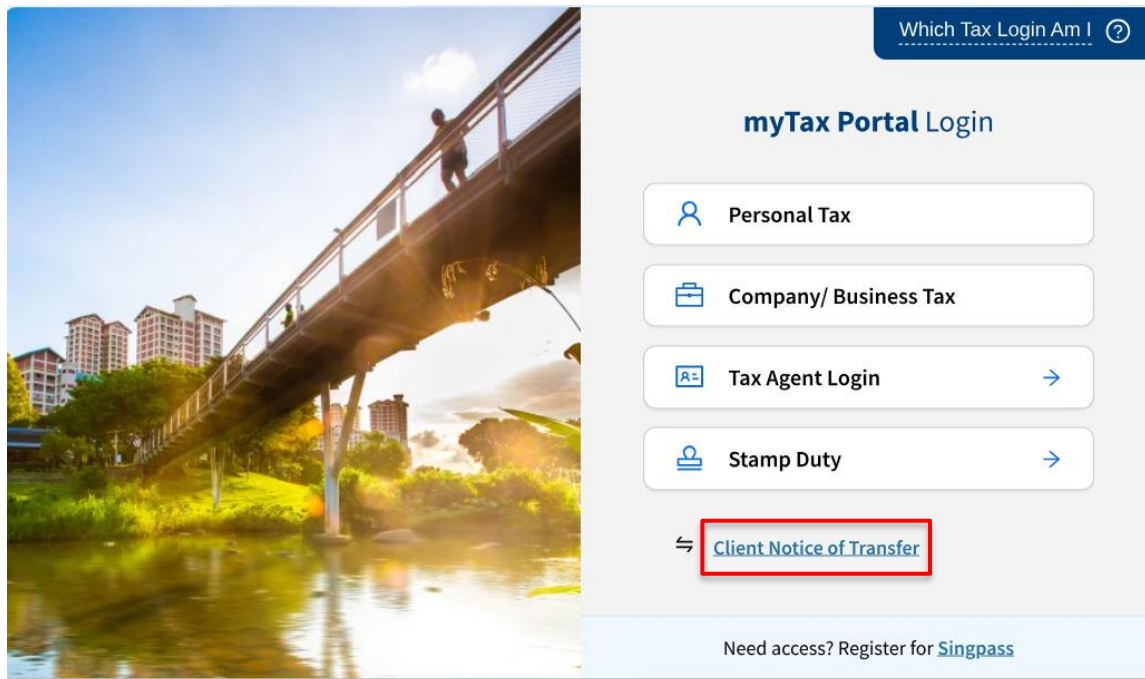 Which Tax Login Am I
myTax Portal Login
Personal Tax
Company/ Business Tax
Tax Agent Login
Stamp Duty
Client Notice of Transfer
Need access? Register for Singpass